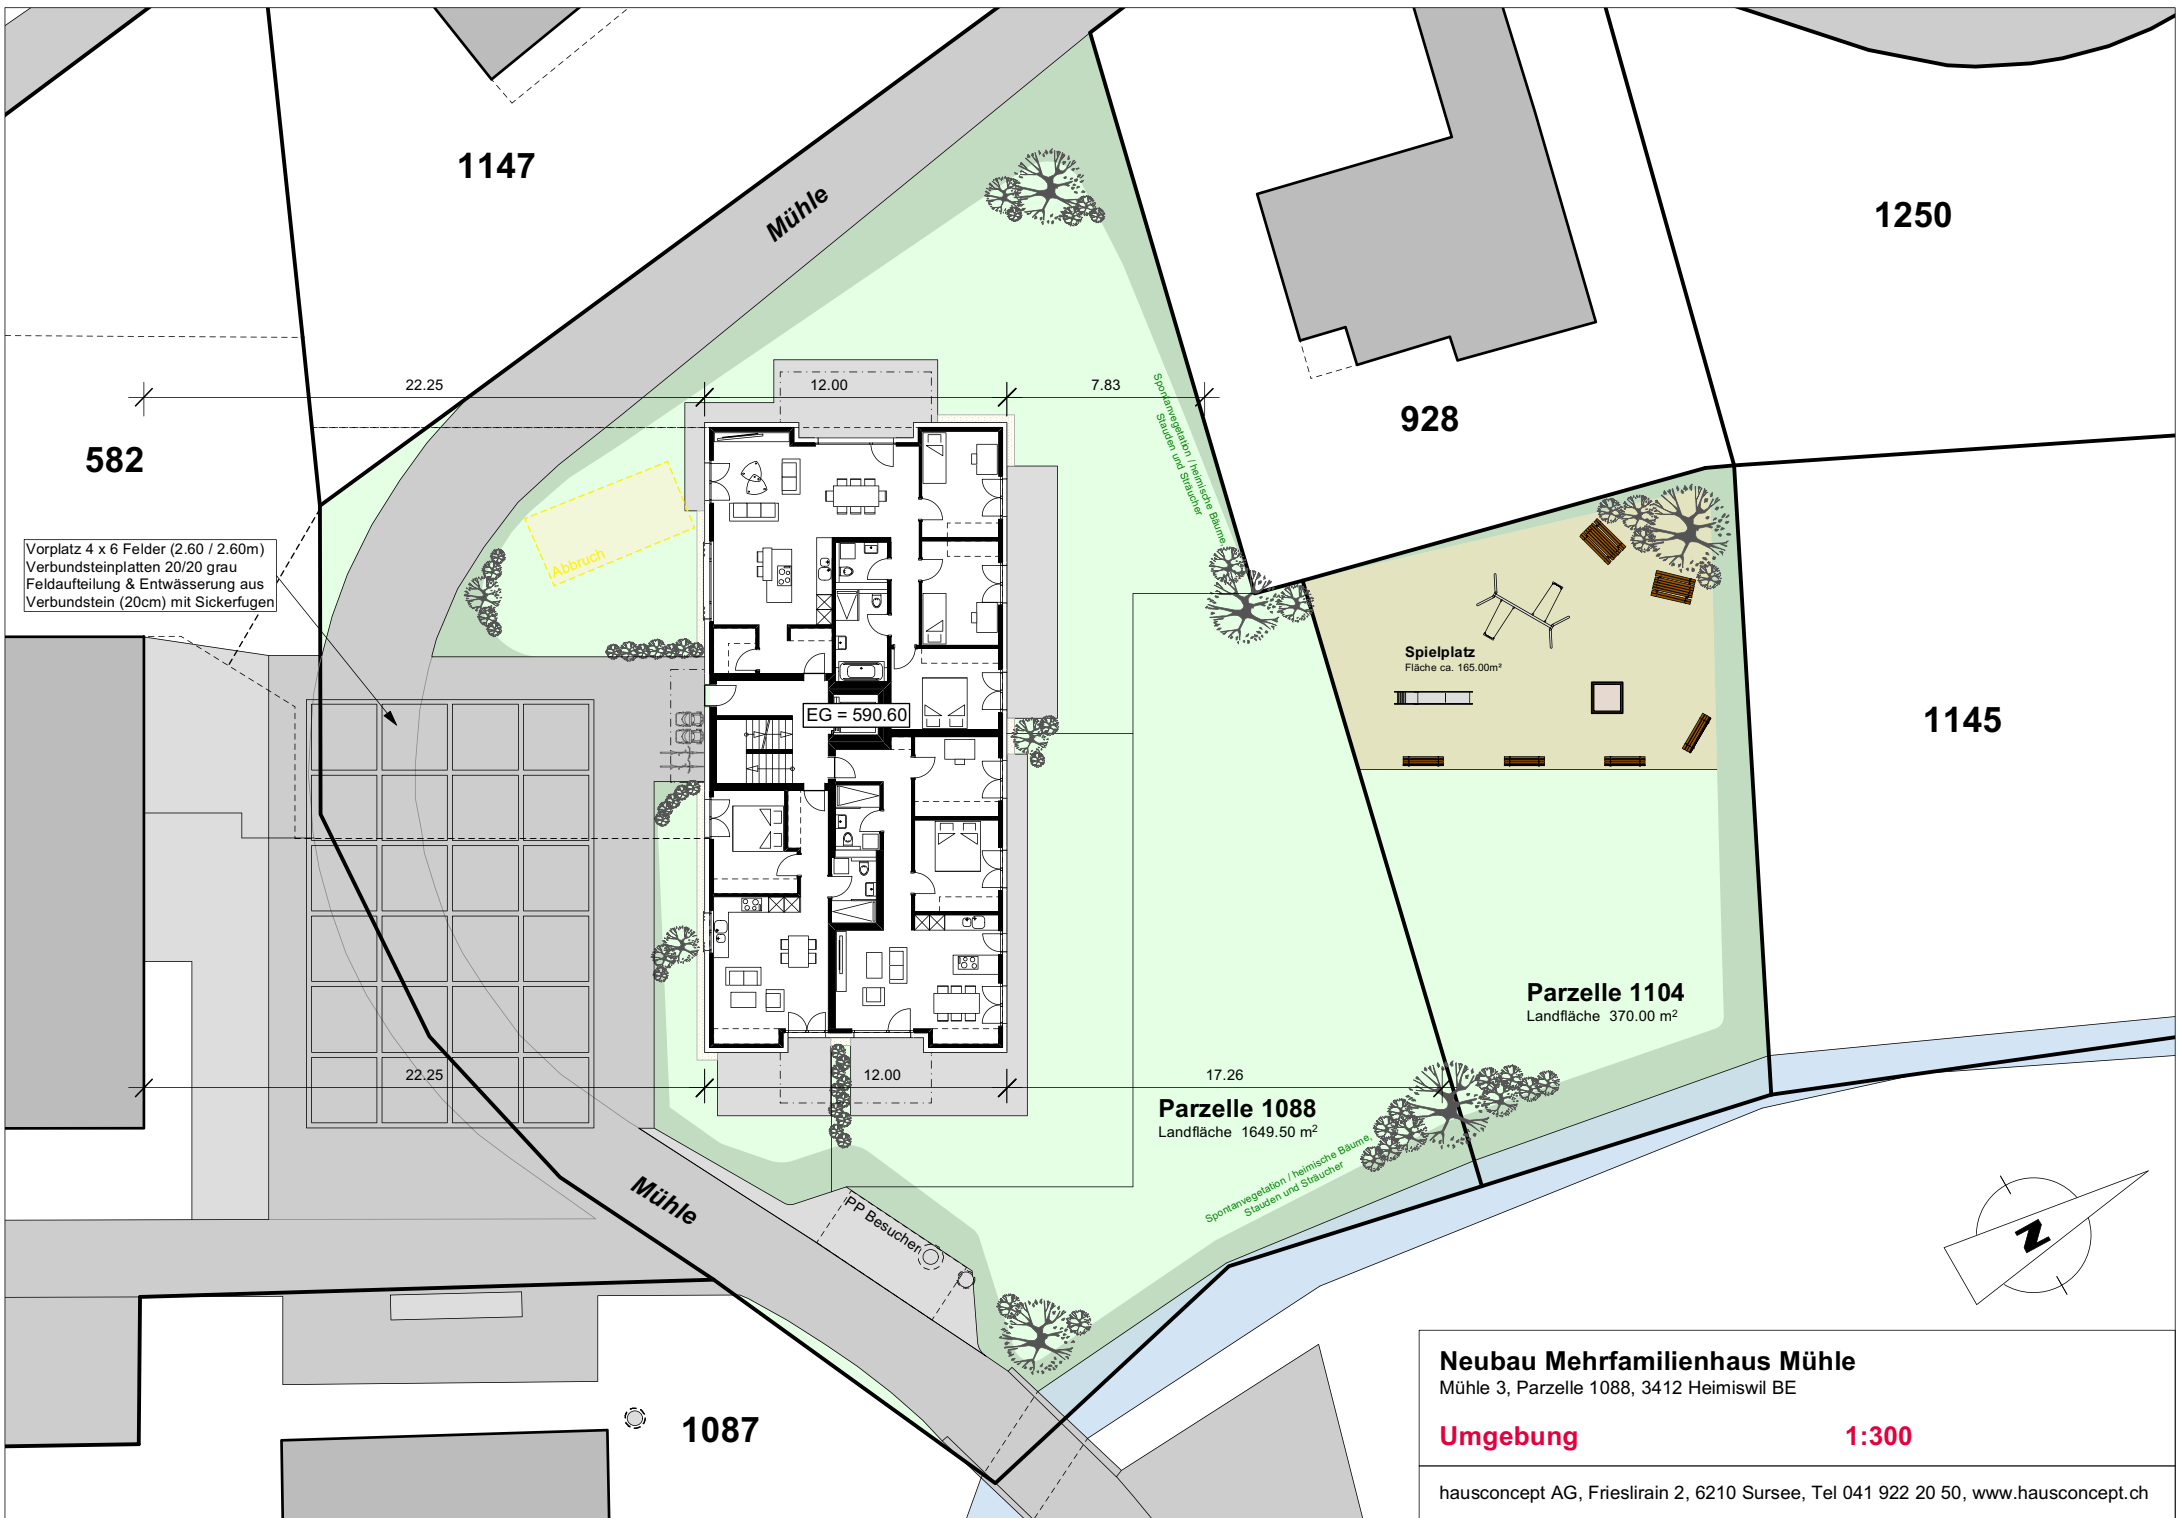 1147
Mühle
1250
22.25
12.00
7.83
582
928
Spontanvegetation / heimische Bäume,
Stauden und Sträucher
Vorplatz 4 x 6 Felder (2.60 / 2.60m)
Verbundsteinplatten 20/20 grau
Feldaufteilung & Entwässerung aus
Verbundstein (20cm) mit Sickerfugen
Abbruch
Spielplatz
Fläche ca. 165.00m²
EG = 590.60
1145
Parzelle 1104
Landfläche 370.00 m²
22.25
12.00
17.26
Parzelle 1088
Landfläche 1649.50 m²
Spontanvegetation / heimische Bäume,
Stauden und Sträucher
Mühle
PP Besucher
N
1087
Neubau Mehrfamilienhaus Mühle
Mühle 3, Parzelle 1088, 3412 Heimiswil BE
Umgebung 1:300
hausconcept AG, Frieslirain 2, 6210 Sursee, Tel 041 922 20 50, www.hausconcept.ch